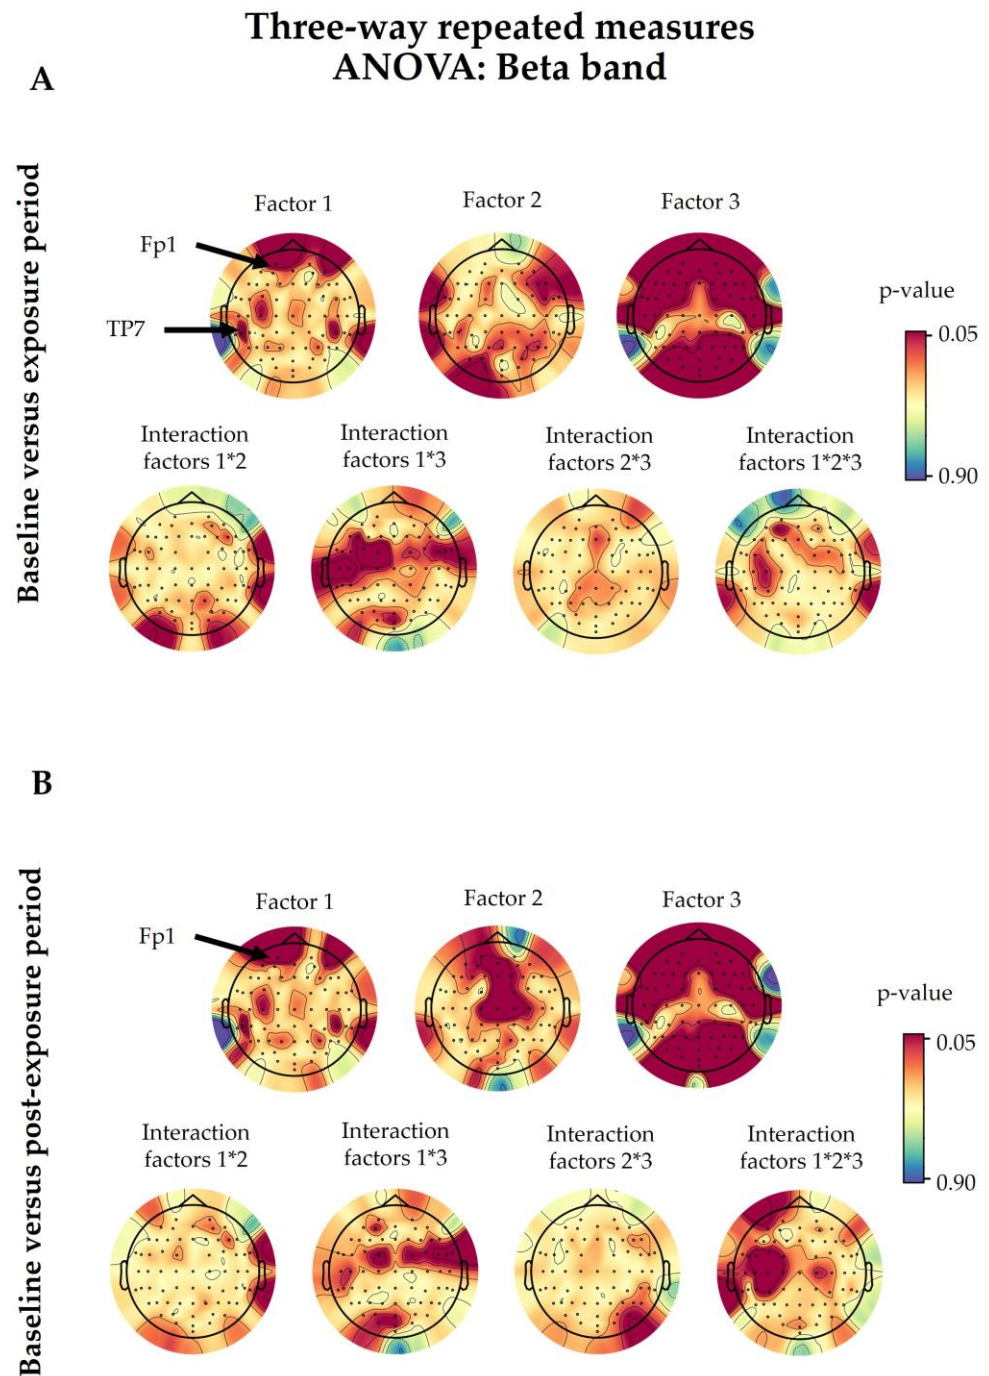 Three-way repeated measures
ANOVA: Beta band
A
Baseline versus exposure period
Factor 1
Factor 2
Factor 3
Fp1
TP7
p-value
0.05
0.90
Interaction
factors 1*2
Interaction
factors 1*3
Interaction
factors 2*3
Interaction
factors 1*2*3
B
Baseline versus post-exposure period
Factor 1
Factor 2
Factor 3
Fp1
p-value
0.05
0.90
Interaction
factors 1*2
Interaction
factors 1*3
Interaction
factors 2*3
Interaction
factors 1*2*3